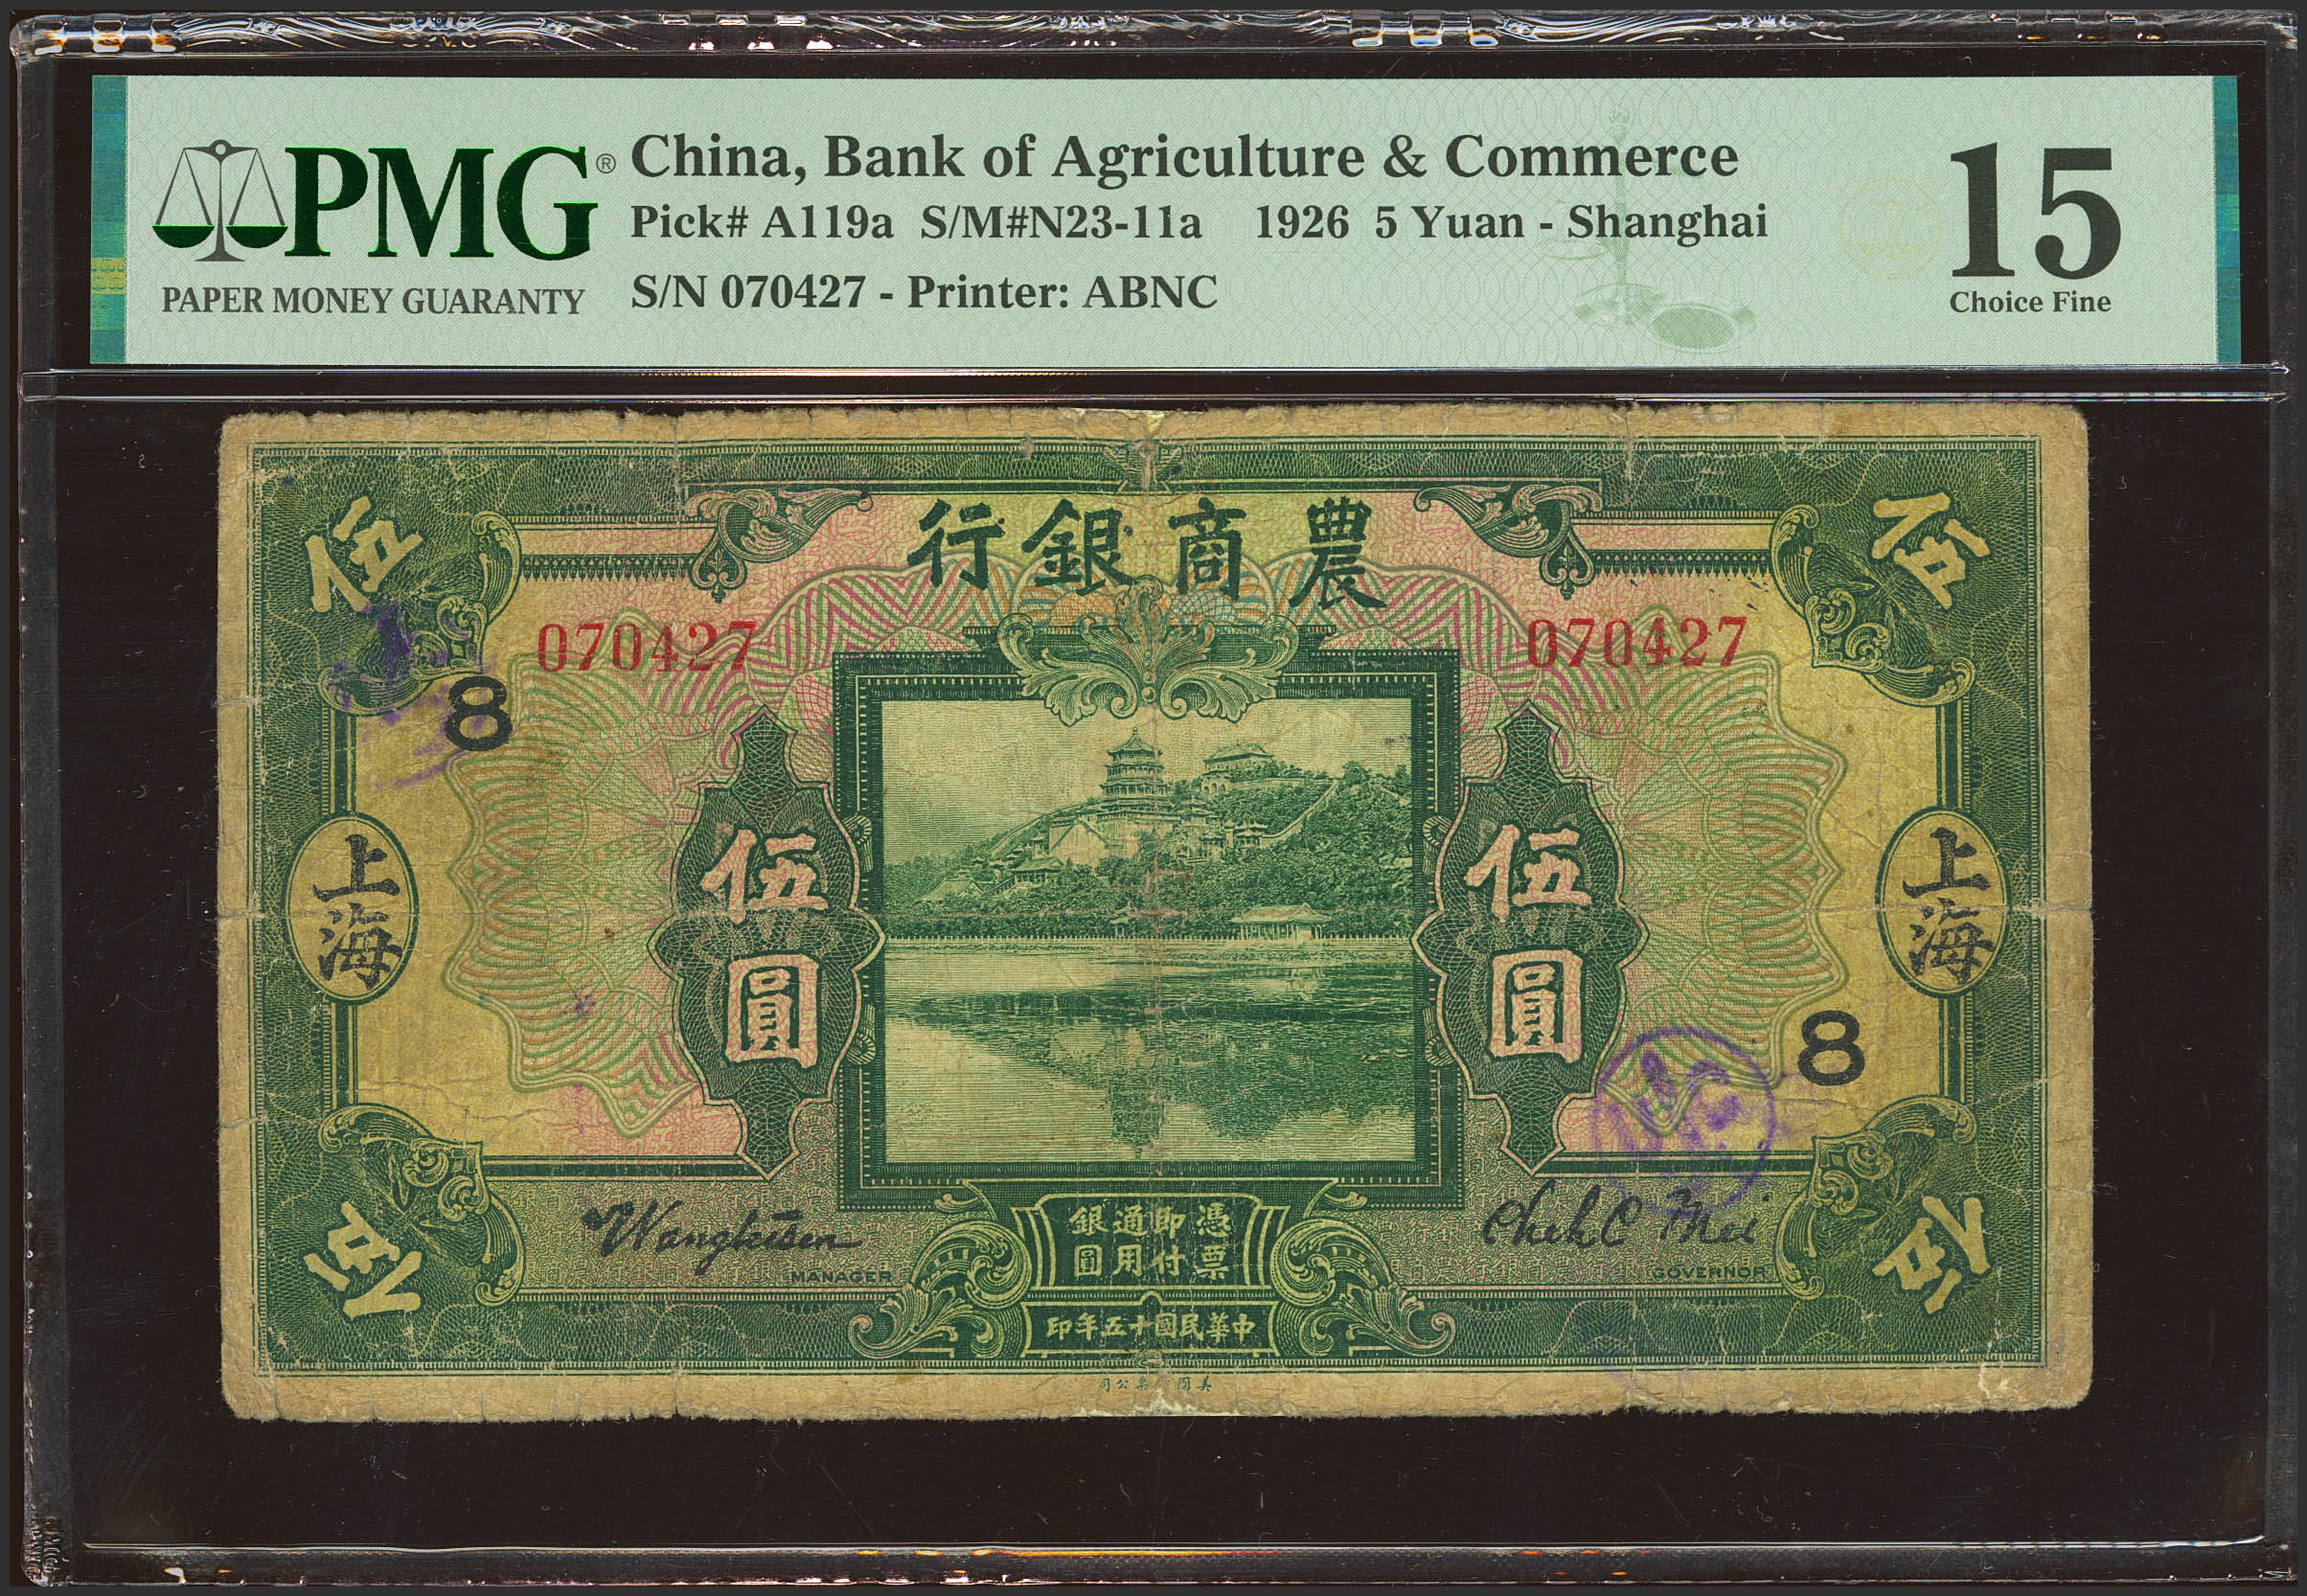 PMG®
PAPER MONEY GUARANTY
China, Bank of Agriculture & Commerce
Pick# A119a S/M#N23-11a 1926 5 Yuan - Shanghai
S/N 070427 - Printer: ABNC
15
Choice Fine
伍
行銀商農
伍
070427
070427
8
上海
伍圓
伍圓
上海
8
Wangkisen
MANAGER
憑票
即付
通用
銀圓
Chuk C Mei
GOVERNOR
伍
印年五十國民華中
伍